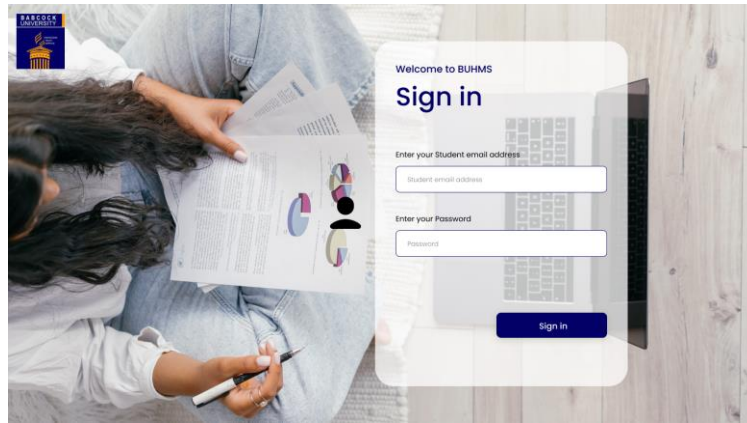 BABCOCK
UNIVERSITY
Welcome to BUHMS
Sign in
Enter your Student email address
Student email address
Enter your Password
Password
Sign in